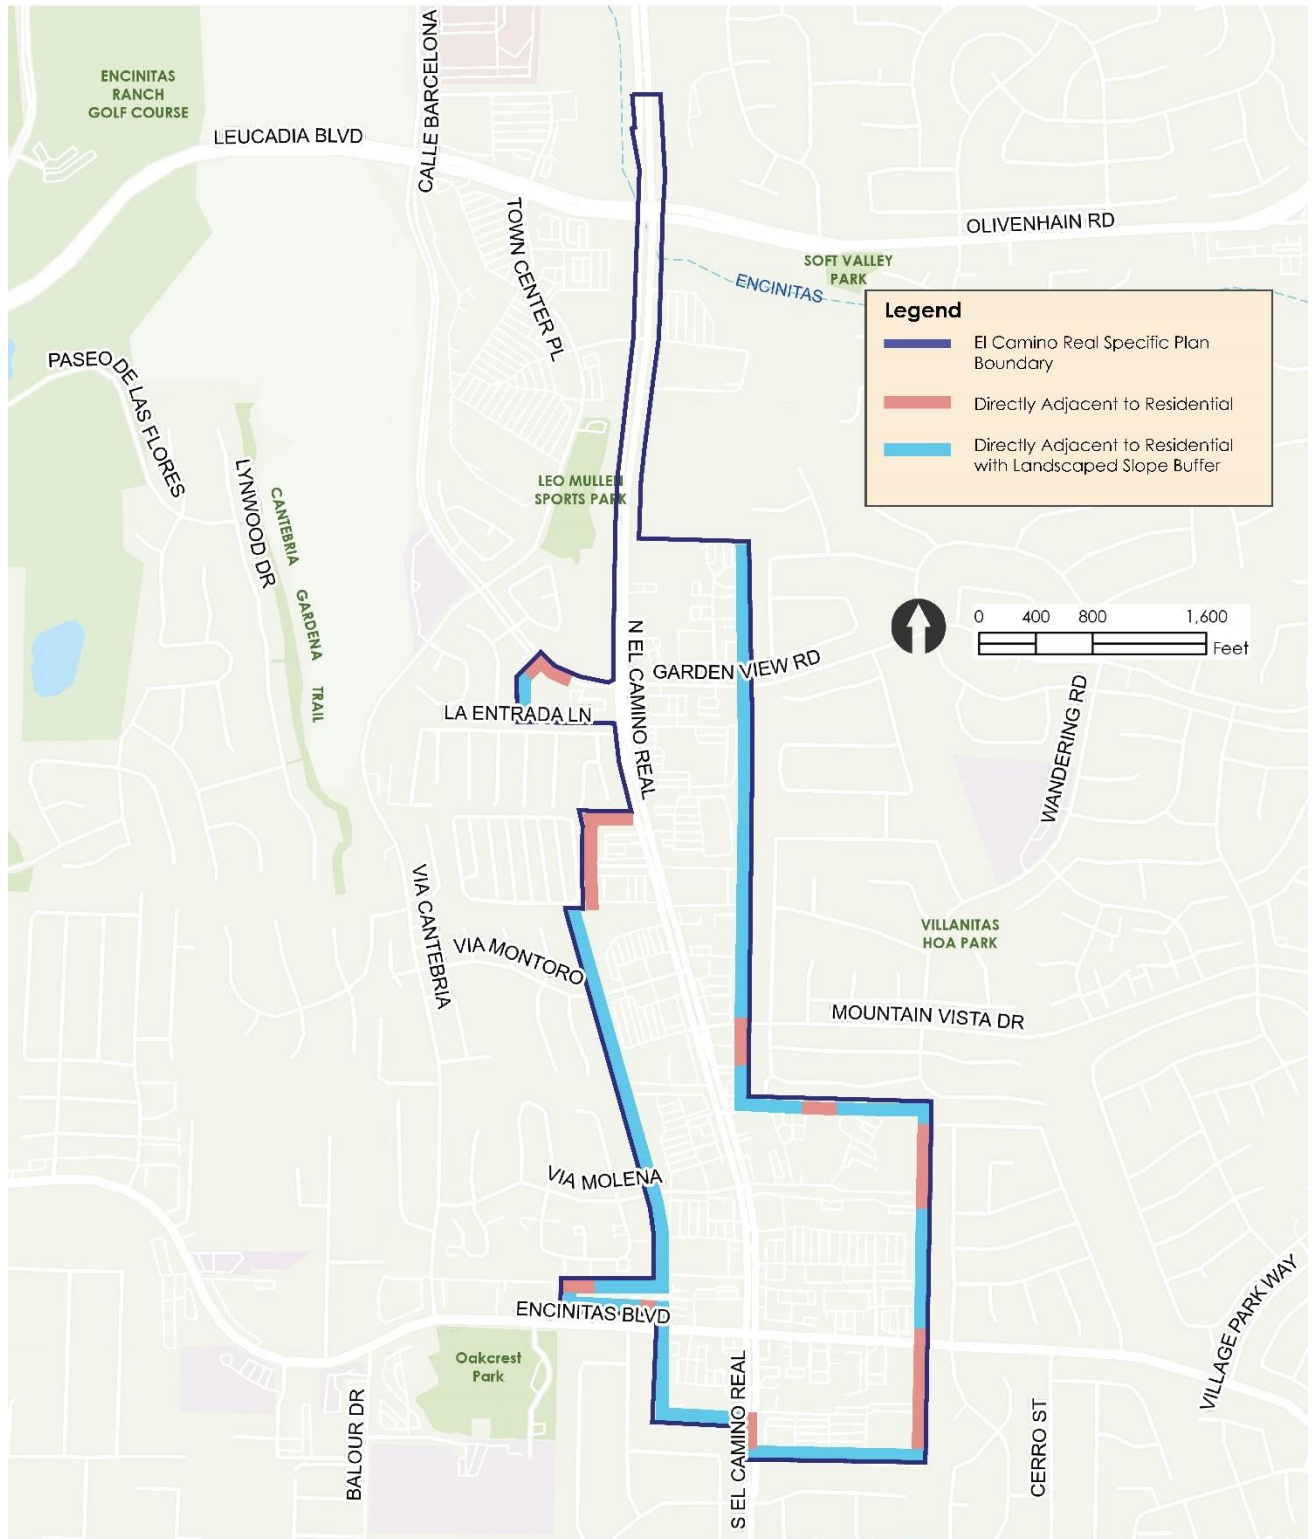 ENCINITAS
RANCH
GOLF COURSE
LEUCADIA BLVD
CALLE BARCELONA
TOWN CENTER PL
OLIVENHAIN RD
SOFT VALLEY
PARK
ENCINITAS
Legend
El Camino Real Specific Plan
Boundary
Directly Adjacent to Residential
Directly Adjacent to Residential
with Landscaped Slope Buffer
PASEO DE LAS FLORES
LYNWOOD DR
CANTEBRIA GARDENA TRAIL
LEO MULLEN
SPORTS PARK
0 400 800 1,600
Feet
N EL CAMINO REAL
GARDEN VIEW RD
LA ENTRADA LN
WANDERING RD
VIA CANTEBRIA
VIA MONTORO
VILLANITAS
HOA PARK
MOUNTAIN VISTA DR
VIA MOLENA
ENCINITAS BLVD
Oakcrest
Park
BALOUR DR
S EL CAMINO REAL
CERRO ST
VILLAGE PARK WAY